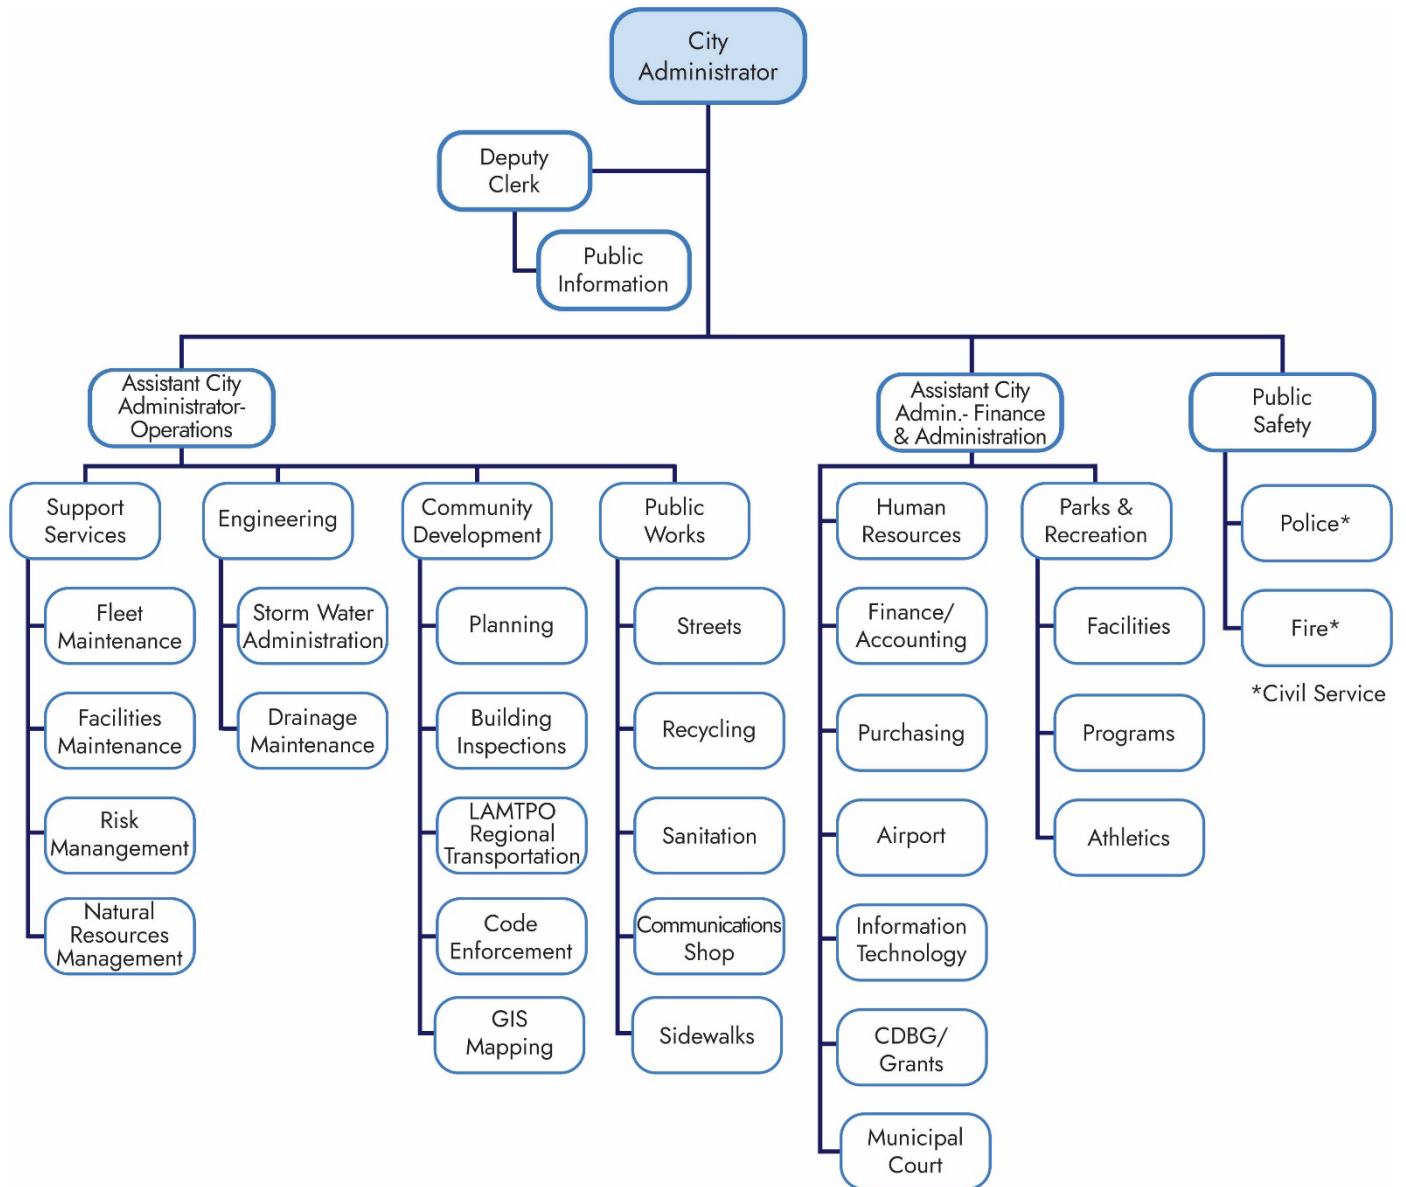 City
Administrator
Deputy
Clerk
Public
Information
Assistant City
Administrator-
Operations
Assistant City
Admin.- Finance
& Administration
Public
Safety
Support
Services
Fleet
Maintenance
Facilities
Maintenance
Risk
Manangement
Natural
Resources
Management
Engineering
Storm Water
Administration
Drainage
Maintenance
Community
Development
Planning
Building
Inspections
LAMTPO
Regional
Transportation
Code
Enforcement
GIS
Mapping
Public
Works
Streets
Recycling
Sanitation
Communications
Shop
Sidewalks
Human
Resources
Finance/
Accounting
Purchasing
Airport
Information
Technology
CDBG/
Grants
Municipal
Court
Parks &
Recreation
Facilities
Programs
Athletics
Police*
Fire*
*Civil Service